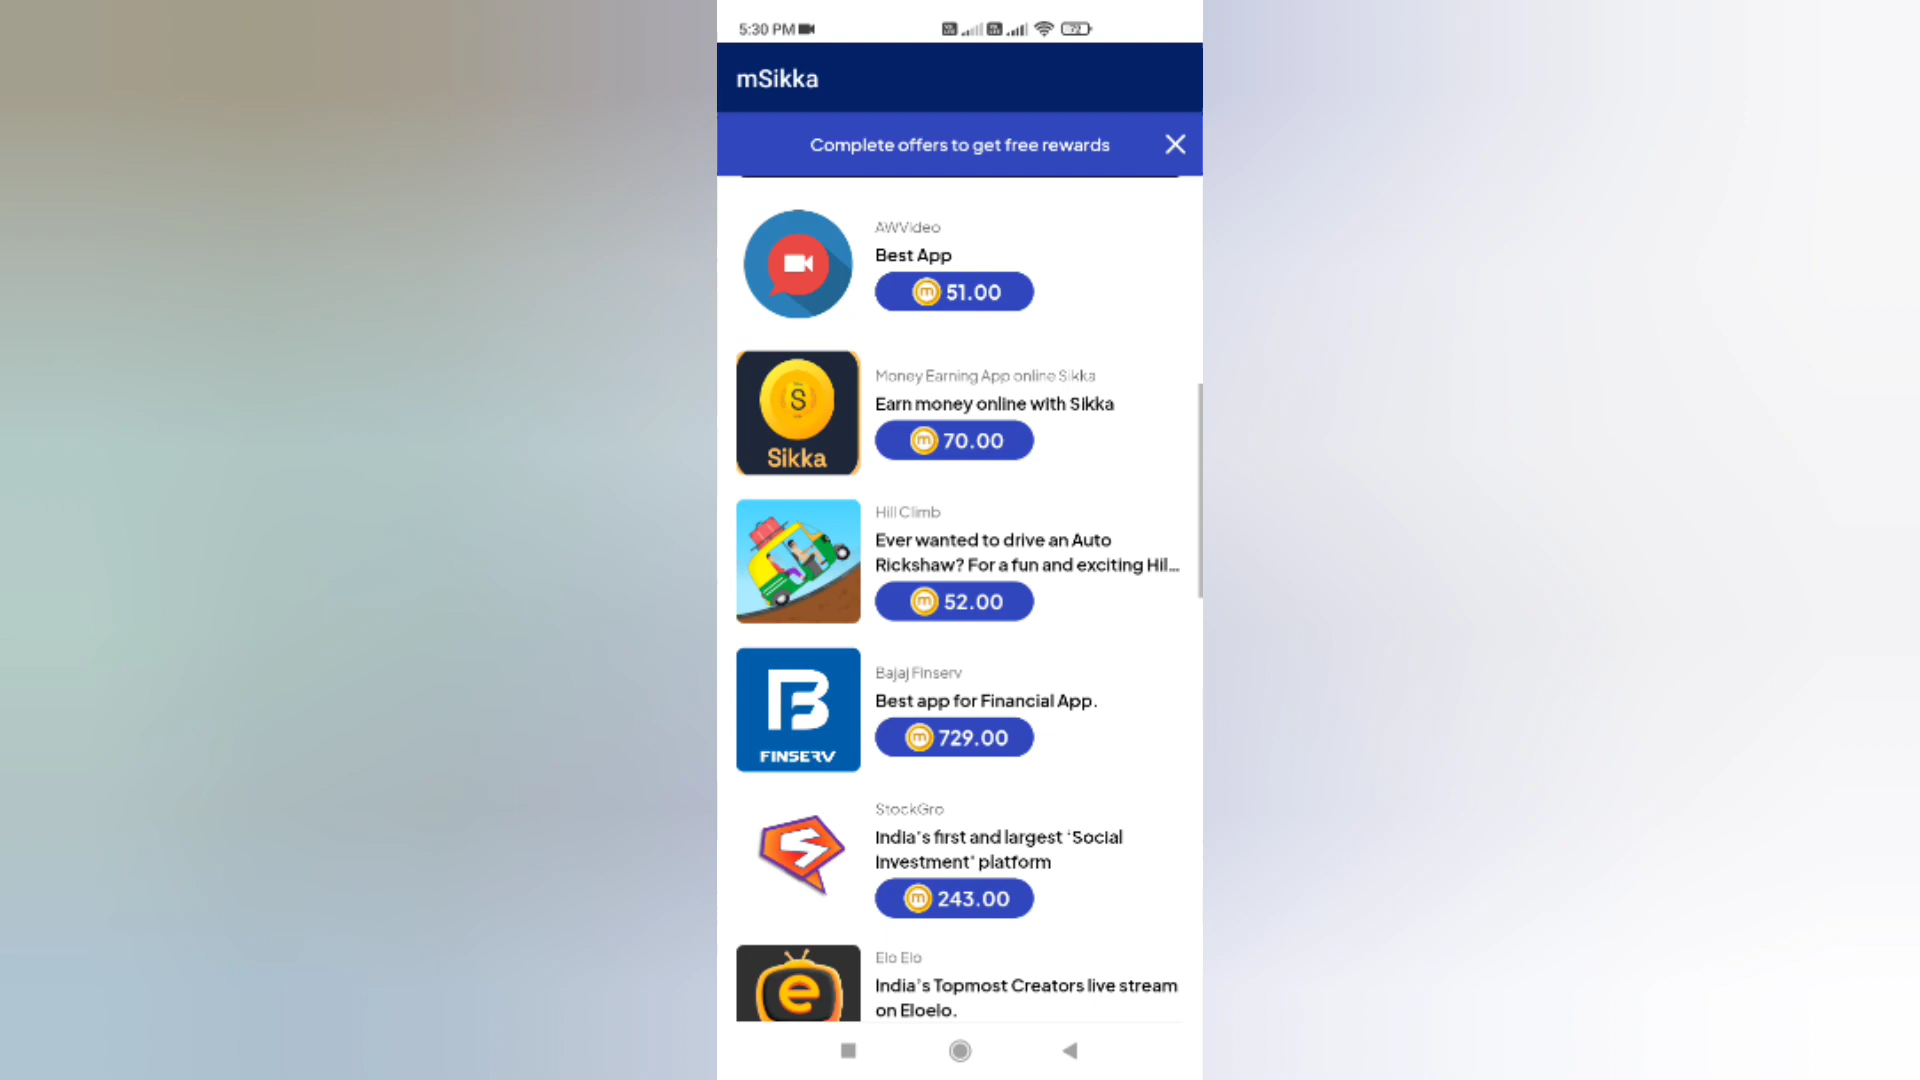 5:30 PM
72
mSikka
Complete offers to get free rewards
AWVideo
Best App
51.00
Money Earning App online Sikka
Earn money online with Sikka
S
Sikka
70.00
Hill Climb
Ever wanted to drive an Auto
Rickshaw? For a fun and exciting Hil...
52.00
Bajaj Finserv
Best app for Financial App.
FINSERV
729.00
StockGro
India's first and largest 'Social
Investment' platform
243.00
Elo Elo
India's Topmost Creators live stream
on Eloelo.
e